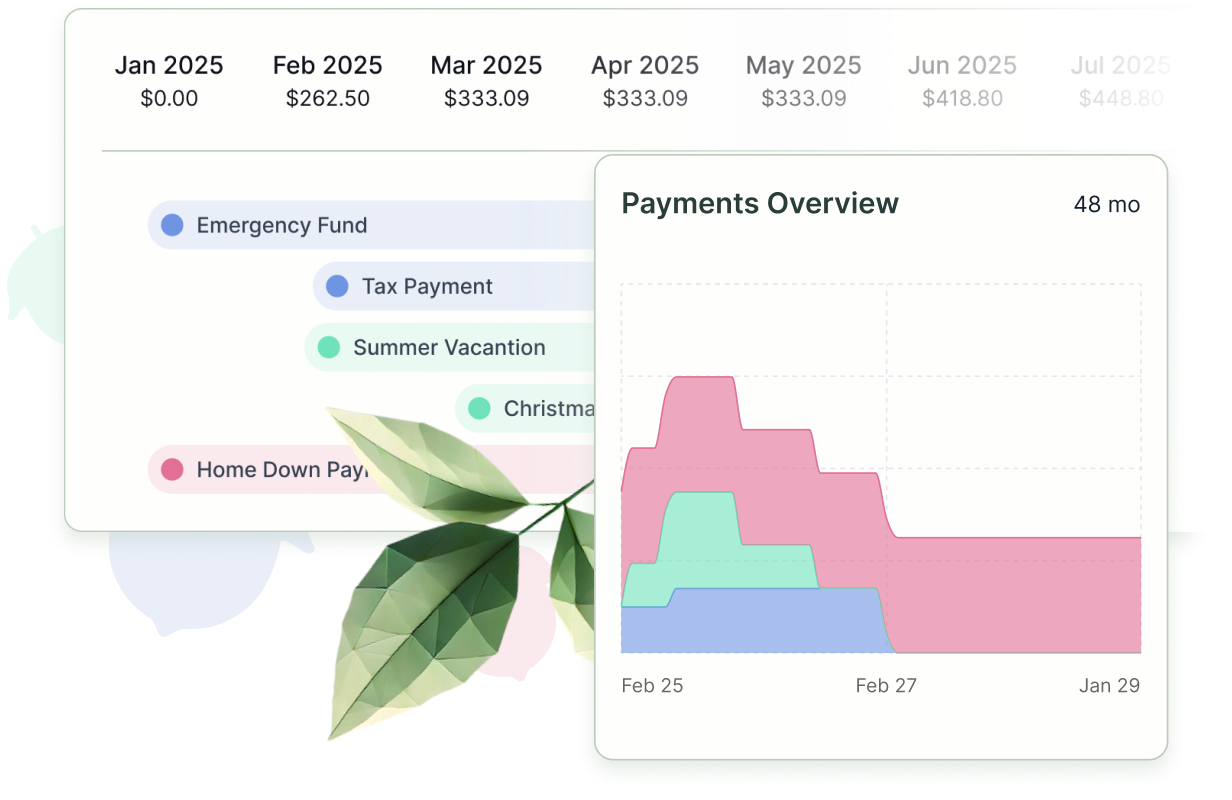 Jan 2025 Feb 2025 Mar 2025 Apr 2025 May 2025 Jun 2025 Jul 2025
$0.00 $262.50 $333.09 $333.09 $333.09 $418.80 $448.80
Payments Overview 48 mo
Emergency Fund
Tax Payment
Summer Vacantion
Christma
Home Down Pay
Feb 25 Feb 27 Jan 29